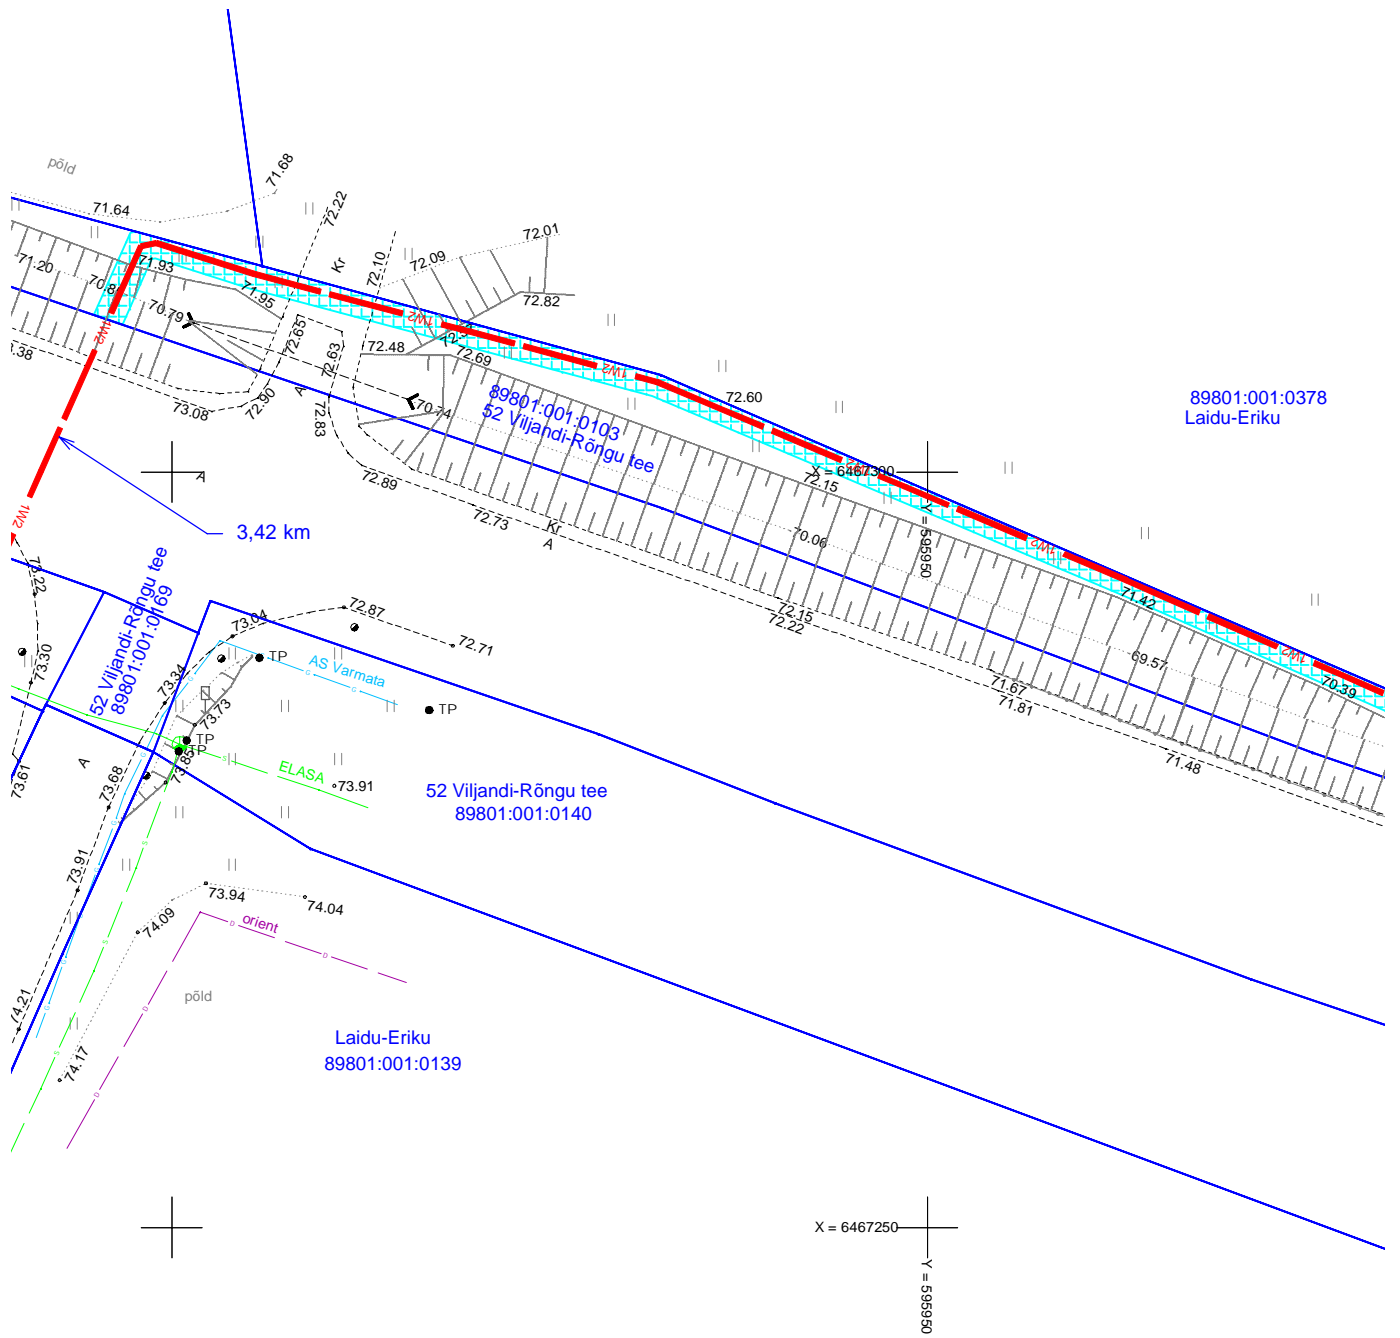 põld
71.68
71.64
72.22
71.20
70.8
71.93
72.10
72.09
72.01
Kr
71.95
72.82
70.79
1W2
1W2
72.65
72.63
72.48
72.69
1W2
72.60
89801:001:0103
52 Viljandi-Rõngu tee
89801:001:0378
Laidu-Eriku
.38
73.08
72.90
A
72.83
70.74
A
72.89
X = 6467300
72.15
Y = 595950
3,42 km
1W2
72.73
Kr
A
70.06
1W2
71.42
73.22
52 Viljandi-Rõngu tee
89801:001:0169
72.87
73.04
72.71
72.15
72.22
69.57
1W2
70.39
73.30
TP
AS Varmata
73.34
73.73
TP
TP
TP
71.67
71.81
71.48
A
73.61
73.68
73.85
ELASA
73.91
52 Viljandi-Rõngu tee
89801:001:0140
73.91
73.94
74.04
74.09
orient
74.21
põld
74.17
Laidu-Eriku
89801:001:0139
X = 6467250
Y = 595950